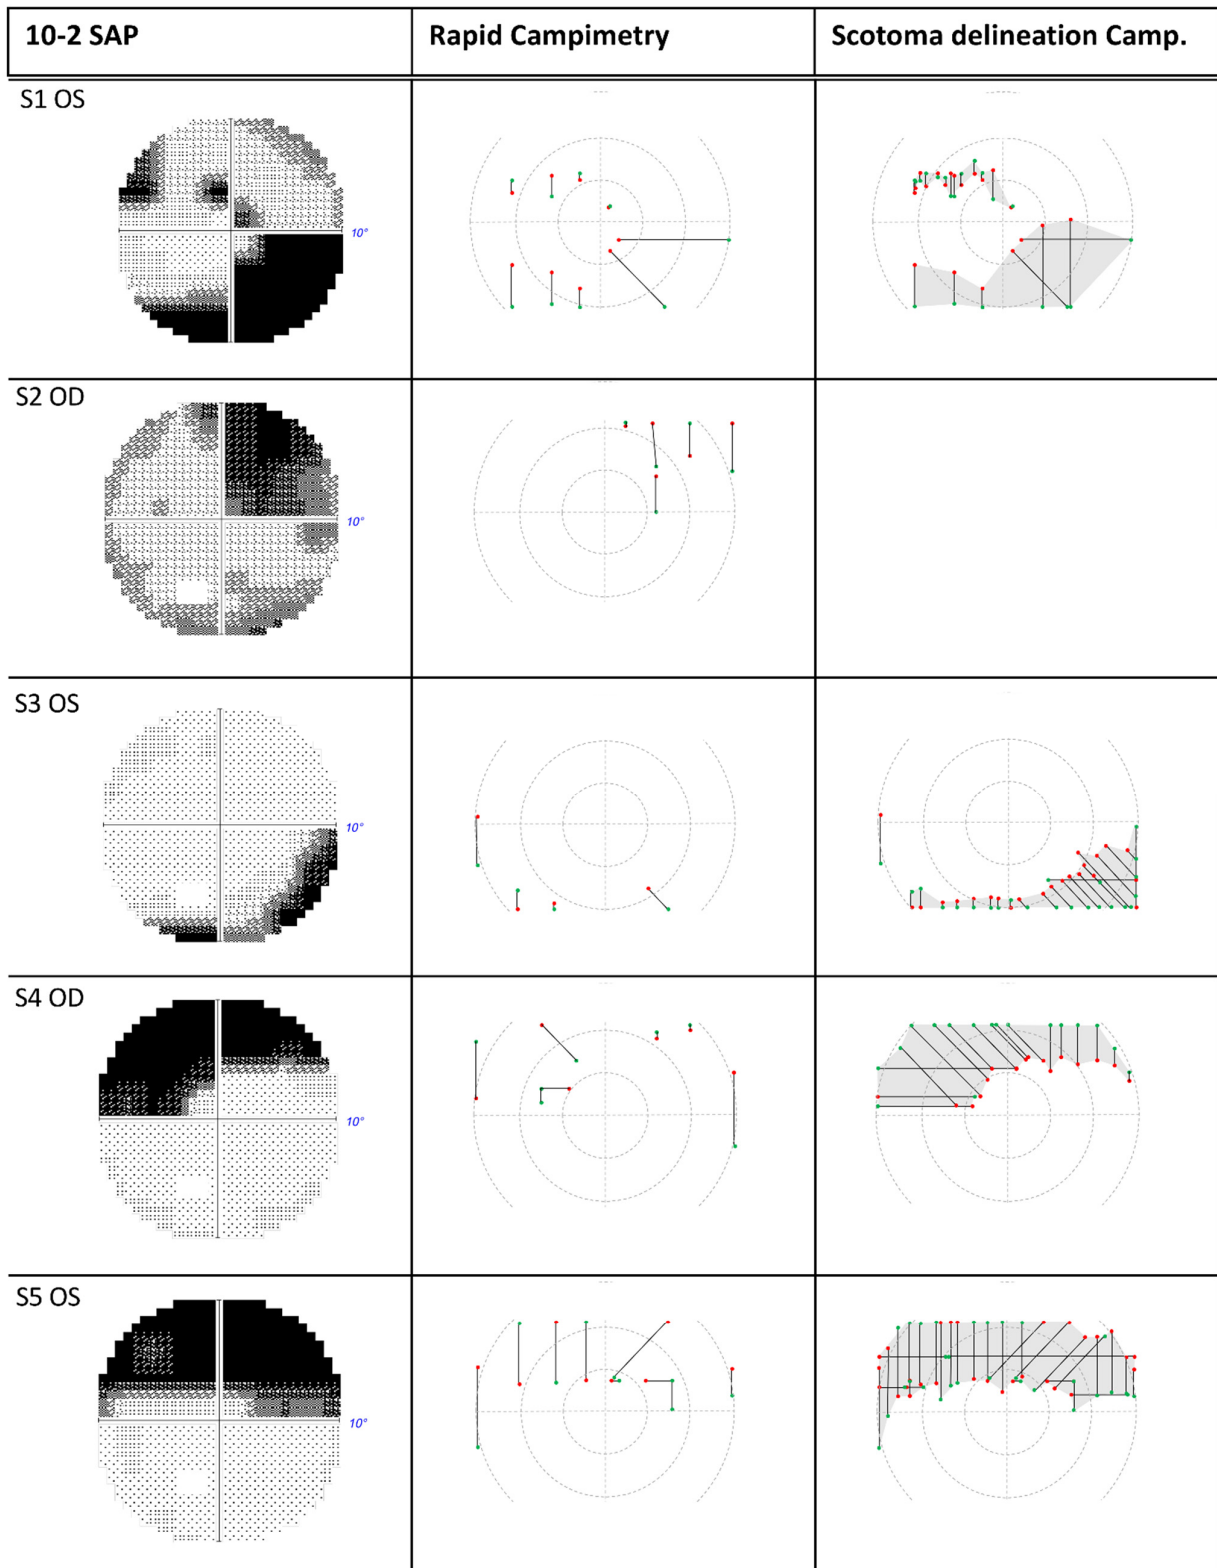 10-2 SAP Rapid Campimetry Scotoma delineation Camp.
S1 OS
10°
S2 OD
10°
S3 OS
10°
S4 OD
10°
S5 OS
10°